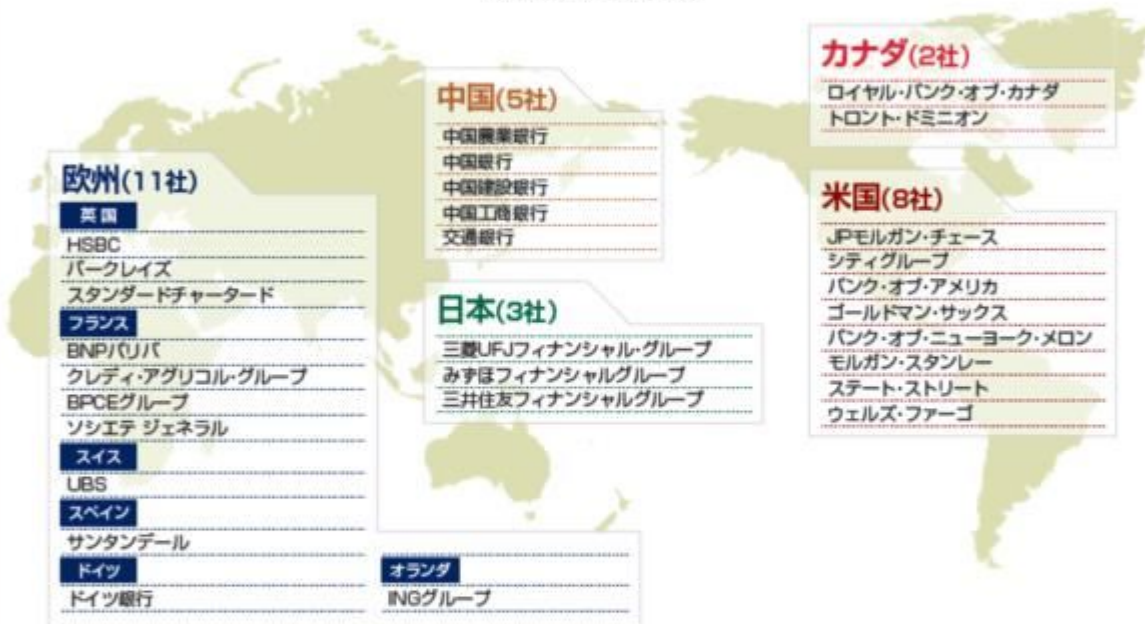 欧州(11社)
英国
HSBC
バークレイズ
スタンダードチャータード
フランス
BNPパリバ
クレディ・アグリコル・グループ
BPCEグループ
ソシエテ ジェネラル
スイス
UBS
スペイン
サンタンデール
ドイツ
ドイツ銀行
オランダ
INGグループ
中国(5社)
中国農業銀行
中国銀行
中国建設銀行
中国工商銀行
交通銀行
日本(3社)
三菱UFJフィナンシャル・グループ
みずほフィナンシャルグループ
三井住友フィナンシャルグループ
カナダ(2社)
ロイヤル・バンク・オブ・カナダ
トロント・ドミニオン
米国(8社)
JPモルガン・チェース
シティグループ
バンク・オブ・アメリカ
ゴールドマン・サックス
バンク・オブ・ニューヨーク・メロン
モルガン・スタンレー
ステート・ストリート
ウェルズ・ファーゴ